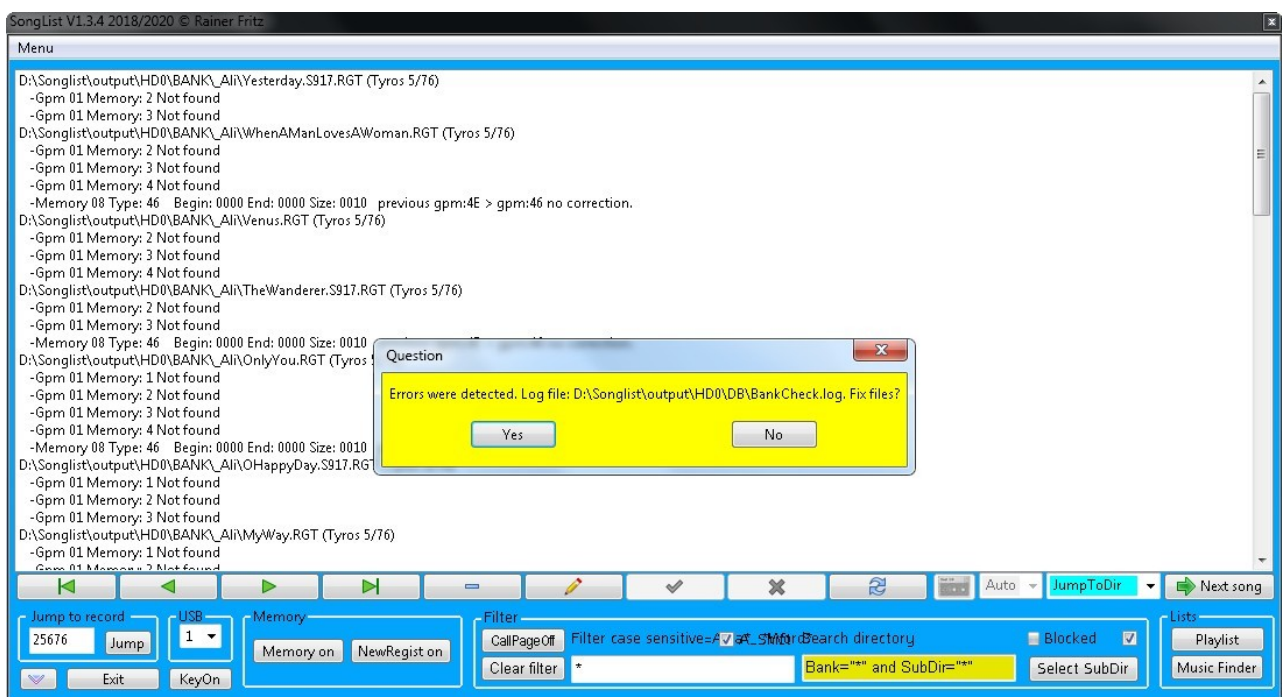 SongList V1.3.4 2018/2020 © Rainer Fritz
Menu
D:\Songlist\output\HD0\BANK\_Ali\Yesterday.S917.RGT (Tyros 5/76)
-Gpm 01 Memory: 2 Not found
-Gpm 01 Memory: 3 Not found
D:\Songlist\output\HD0\BANK\_Ali\WhenAManLovesAWoman.RGT (Tyros 5/76)
-Gpm 01 Memory: 2 Not found
-Gpm 01 Memory: 3 Not found
-Gpm 01 Memory: 4 Not found
-Memory 08 Type: 46 Begin: 0000 End: 0000 Size: 0010 previous gpm:4E > gpm:46 no correction.
D:\Songlist\output\HD0\BANK\_Ali\Venus.RGT (Tyros 5/76)
-Gpm 01 Memory: 2 Not found
-Gpm 01 Memory: 3 Not found
-Gpm 01 Memory: 4 Not found
D:\Songlist\output\HD0\BANK\_Ali\TheWanderer.S917.RGT (Tyros 5/76)
-Gpm 01 Memory: 2 Not found
-Gpm 01 Memory: 3 Not found
-Memory 08 Type: 46 Begin: 0000 End: 0000 Size: 0010
D:\Songlist\output\HD0\BANK\_Ali\OnlyYou.RGT (Tyros
-Gpm 01 Memory: 1 Not found
-Gpm 01 Memory: 2 Not found
-Gpm 01 Memory: 3 Not found
-Gpm 01 Memory: 4 Not found
-Memory 08 Type: 46 Begin: 0000 End: 0000 Size: 0010
D:\Songlist\output\HD0\BANK\_Ali\OHappyDay.S917.RGT
-Gpm 01 Memory: 1 Not found
-Gpm 01 Memory: 2 Not found
-Gpm 01 Memory: 3 Not found
D:\Songlist\output\HD0\BANK\_Ali\MyWay.RGT (Tyros 5/76)
-Gpm 01 Memory: 1 Not found
-Gpm 01 Memory: 2 Not found
Question
Errors were detected. Log file: D:\Songlist\output\HD0\DB\BankCheck.log. Fix files?
Yes No
Auto JumpToDir Next song
Jump to record USB Memory Filter Lists
25676 Jump 1 Memory on NewRegist on CallPageOff Filter case sensitive= Search directory Blocked Playlist
Exit KeyOn Clear filter * Bank="*" and SubDir="*" Select SubDir Music Finder